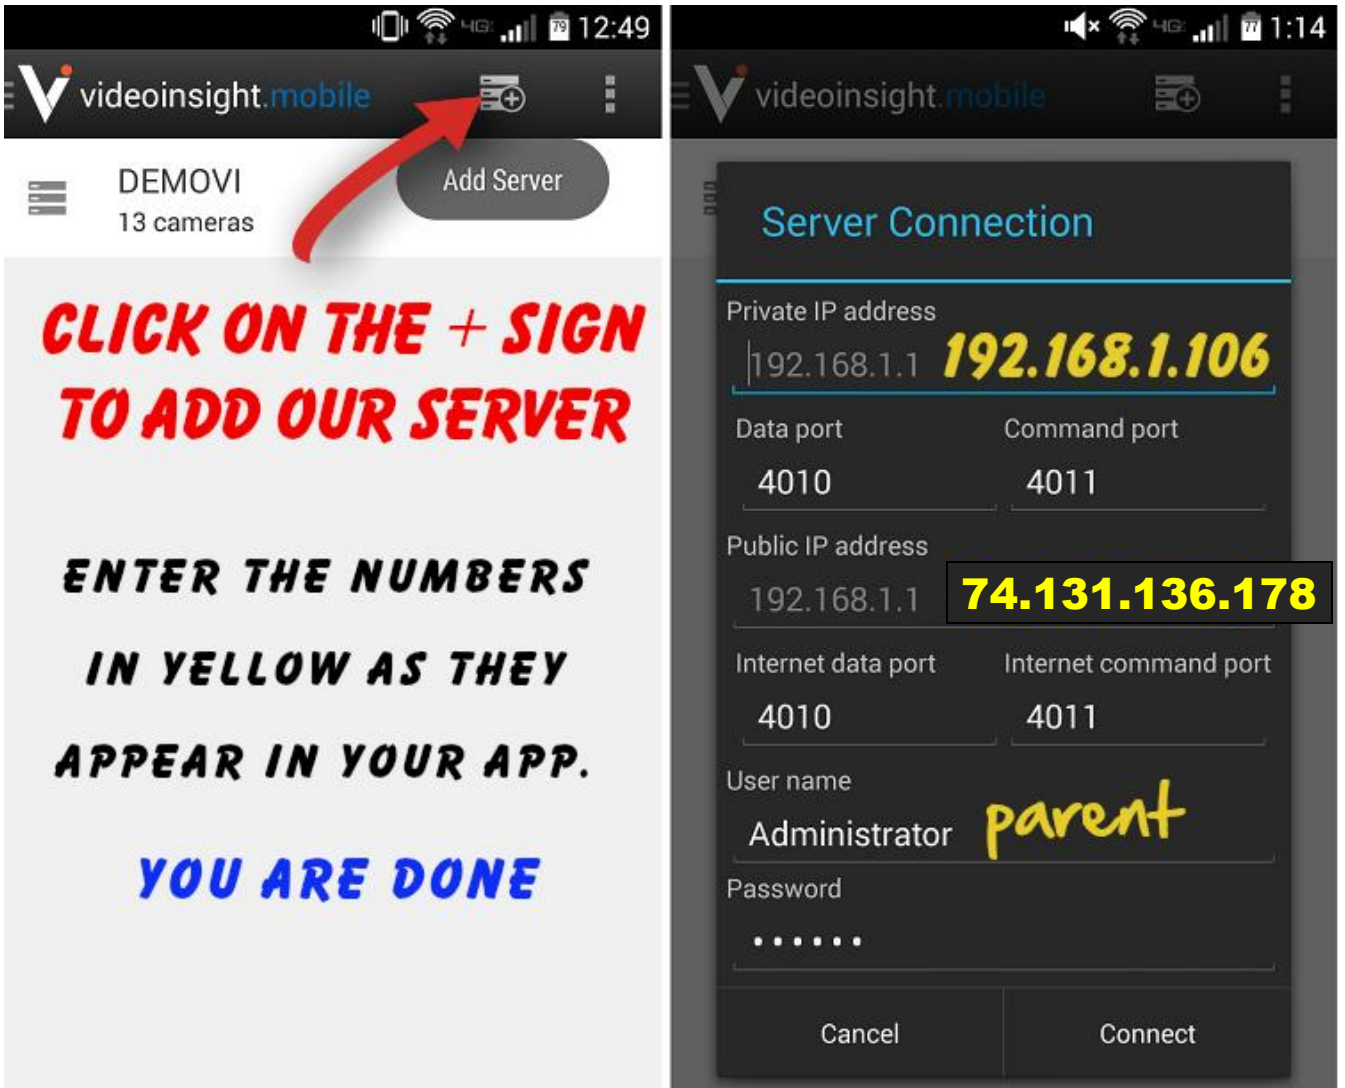 79 12:49
videoinsight.mobile
DEMOVI
13 cameras
Add Server
CLICK ON THE + SIGN
TO ADD OUR SERVER
ENTER THE NUMBERS
IN YELLOW AS THEY
APPEAR IN YOUR APP.
YOU ARE DONE
4G 77 1:14
videoinsight.mobile
Server Connection
Private IP address
192.168.1.1 192.168.1.106
Data port Command port
4010 4011
Public IP address
192.168.1.1 74.131.136.178
Internet data port Internet command port
4010 4011
User name
Administrator parent
Password
••••••
Cancel Connect